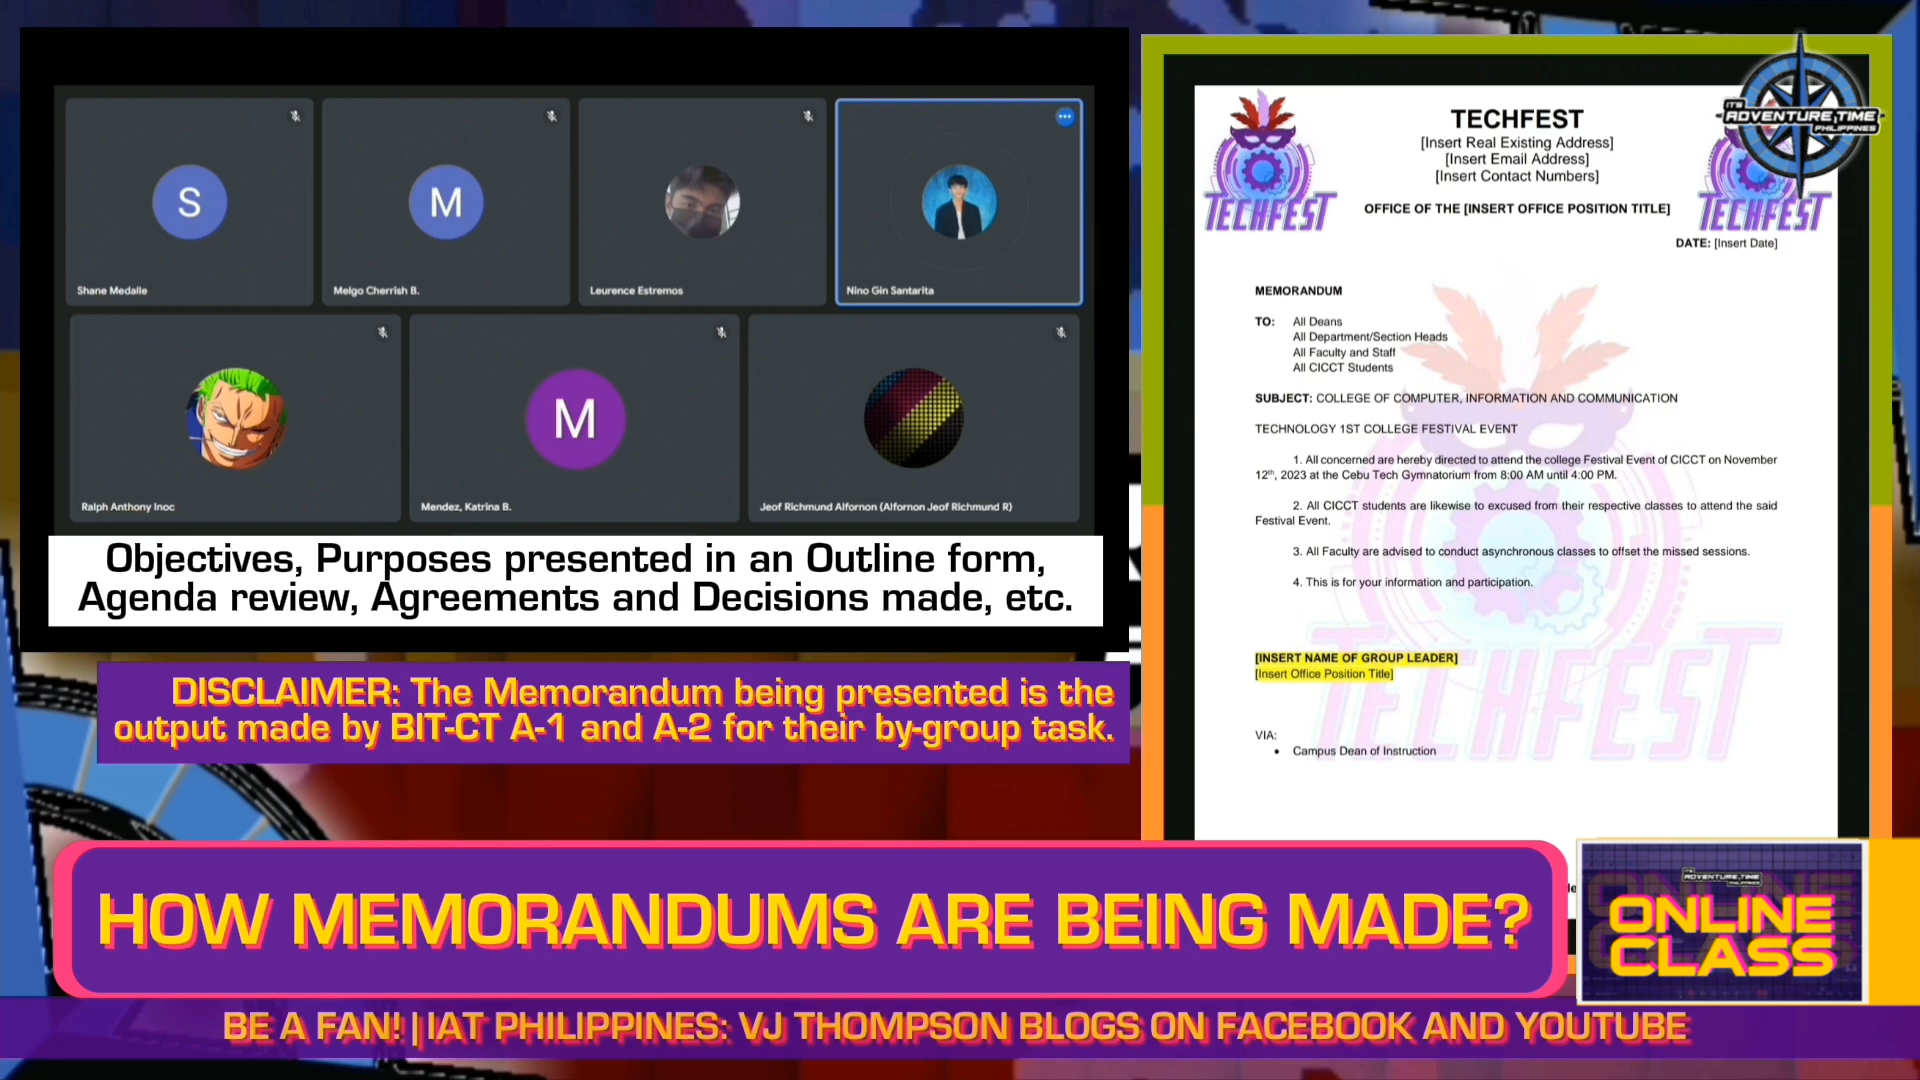 S
Shane Medalle
M
Melgo Cherrish B.
Leurence Estremos
Nino Gin Santarita
Ralph Anthony Inoc
M
Mendez, Katrina B.
Jeof Richmund Alfornon (Alfornon Jeof Richmund R)
Objectives, Purposes presented in an Outline form,
Agenda review, Agreements and Decisions made, etc.
DISCLAIMER: The Memorandum being presented is the
output made by BIT-CT A-1 and A-2 for their by-group task.
IT'S
ADVENTURE TIME
PHILIPPINES
TECHFEST
TECHFEST
TECHFEST
[Insert Real Existing Address]
[Insert Email Address]
[Insert Contact Numbers]
OFFICE OF THE [INSERT OFFICE POSITION TITLE]
DATE: [Insert Date]
MEMORANDUM
TO: All Deans
All Department/Section Heads
All Faculty and Staff
All CICCT Students
SUBJECT: COLLEGE OF COMPUTER, INFORMATION AND COMMUNICATION
TECHNOLOGY 1ST COLLEGE FESTIVAL EVENT
1. All concerned are hereby directed to attend the college Festival Event of CICCT on November
12th, 2023 at the Cebu Tech Gymnatorium from 8:00 AM until 4:00 PM.
2. All CICCT students are likewise to excused from their respective classes to attend the said
Festival Event.
3. All Faculty are advised to conduct asynchronous classes to offset the missed sessions.
4. This is for your information and participation.
TECHFEST
[INSERT NAME OF GROUP LEADER]
[Insert Office Position Title]
VIA:
• Campus Dean of Instruction
HOW MEMORANDUMS ARE BEING MADE?
ADVENTURE TIME
ONLINE
CLASS
BE A FAN! | IAT PHILIPPINES: VJ THOMPSON BLOGS ON FACEBOOK AND YOUTUBE